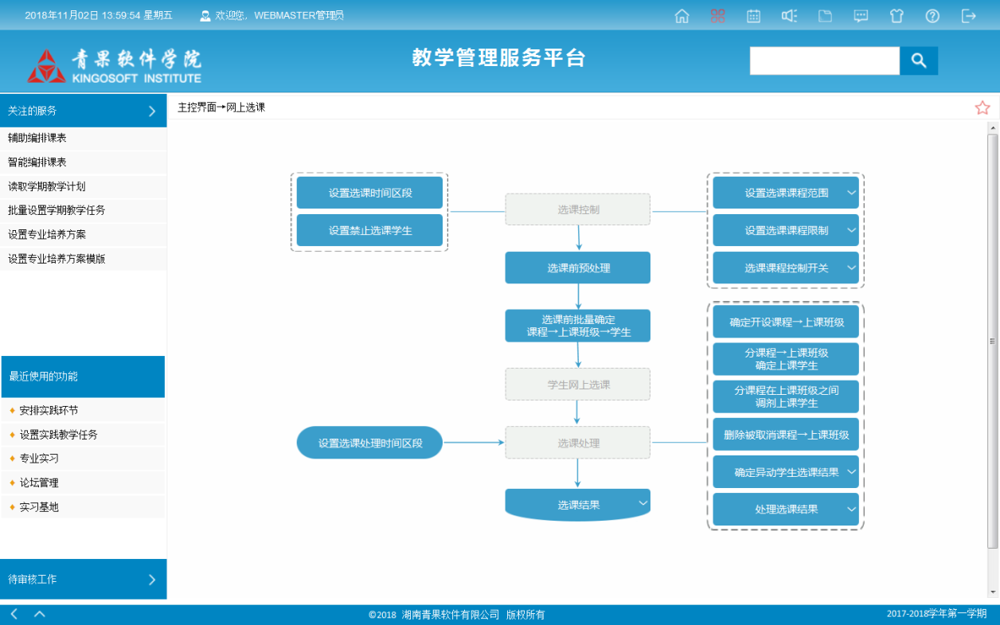 2018年11月02日 13:59:54 星期五
欢迎您，WEBMASTER管理员
青果软件学院
KINGOSOFT INSTITUTE
教学管理服务平台
关注的服务
辅助编排课表
智能编排课表
读取学期教学计划
批量设置学期教学任务
设置专业培养方案
设置专业培养方案模版
最近使用的功能
安排实践环节
设置实践教学任务
专业实习
论坛管理
实习基地
待审核工作
主控界面→网上选课
设置选课时间区段
设置禁止选课学生
选课控制
设置选课课程范围
设置选课课程限制
选课课程控制开关
选课前预处理
选课前批量确定
课程→上课班级→学生
学生网上选课
设置选课处理时间区段
选课处理
选课结果
确定开设课程→上课班级
分课程→上课班级
确定上课学生
分课程在上课班级之间
调剂上课学生
删除被取消课程→上课班级
确定异动学生选课结果
处理选课结果
©2018 湖南青果软件有限公司 版权所有
2017-2018学年第一学期